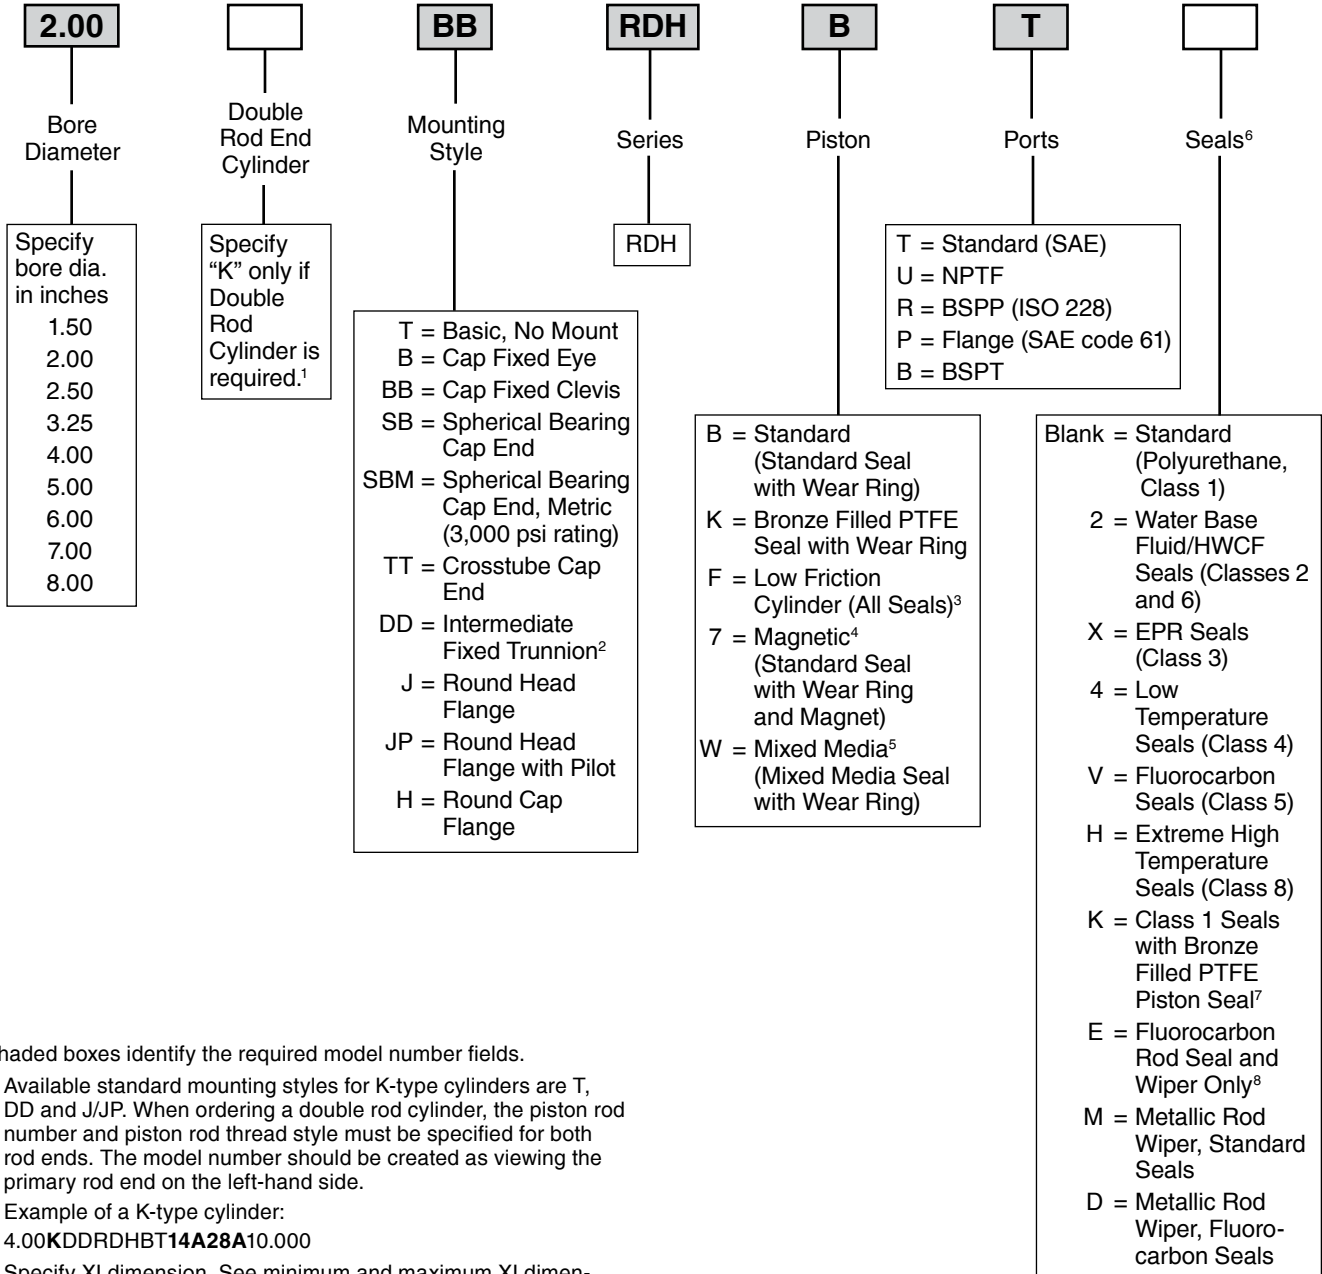 2.00
BB
RDH
B
T
Bore
Diameter
Double
Rod End
Cylinder
Mounting
Style
Series
Piston
Ports
Seals⁶
Specify
bore dia.
in inches
1.50
2.00
2.50
3.25
4.00
5.00
6.00
7.00
8.00
Specify
“K” only if
Double
Rod
Cylinder is
required.¹
T = Basic, No Mount
B = Cap Fixed Eye
BB = Cap Fixed Clevis
SB = Spherical Bearing
Cap End
SBM = Spherical Bearing
Cap End, Metric
(3,000 psi rating)
TT = Crosstube Cap
End
DD = Intermediate
Fixed Trunnion²
J = Round Head
Flange
JP = Round Head
Flange with Pilot
H = Round Cap
Flange
RDH
B = Standard
(Standard Seal
with Wear Ring)
K = Bronze Filled PTFE
Seal with Wear Ring
F = Low Friction
Cylinder (All Seals)³
7 = Magnetic⁴
(Standard Seal
with Wear Ring
and Magnet)
W = Mixed Media⁵
(Mixed Media Seal
with Wear Ring)
T = Standard (SAE)
U = NPTF
R = BSPP (ISO 228)
P = Flange (SAE code 61)
B = BSPT
Blank = Standard
(Polyurethane,
Class 1)
2 = Water Base
Fluid/HWCF
Seals (Classes 2
and 6)
X = EPR Seals
(Class 3)
4 = Low
Temperature
Seals (Class 4)
V = Fluorocarbon
Seals (Class 5)
H = Extreme High
Temperature
Seals (Class 8)
K = Class 1 Seals
with Bronze
Filled PTFE
Piston Seal⁷
E = Fluorocarbon
Rod Seal and
Wiper Only⁸
M = Metallic Rod
Wiper, Standard
Seals
D = Metallic Rod
Wiper, Fluoro-
carbon Seals
haded boxes identify the required model number fields.
Available standard mounting styles for K-type cylinders are T,
DD and J/JP. When ordering a double rod cylinder, the piston rod
number and piston rod thread style must be specified for both
rod ends. The model number should be created as viewing the
primary rod end on the left-hand side.
Example of a K-type cylinder:
4.00KDDRDHBT14A28A10.000
Specify XI dimension. See minimum and maximum XI dimen-